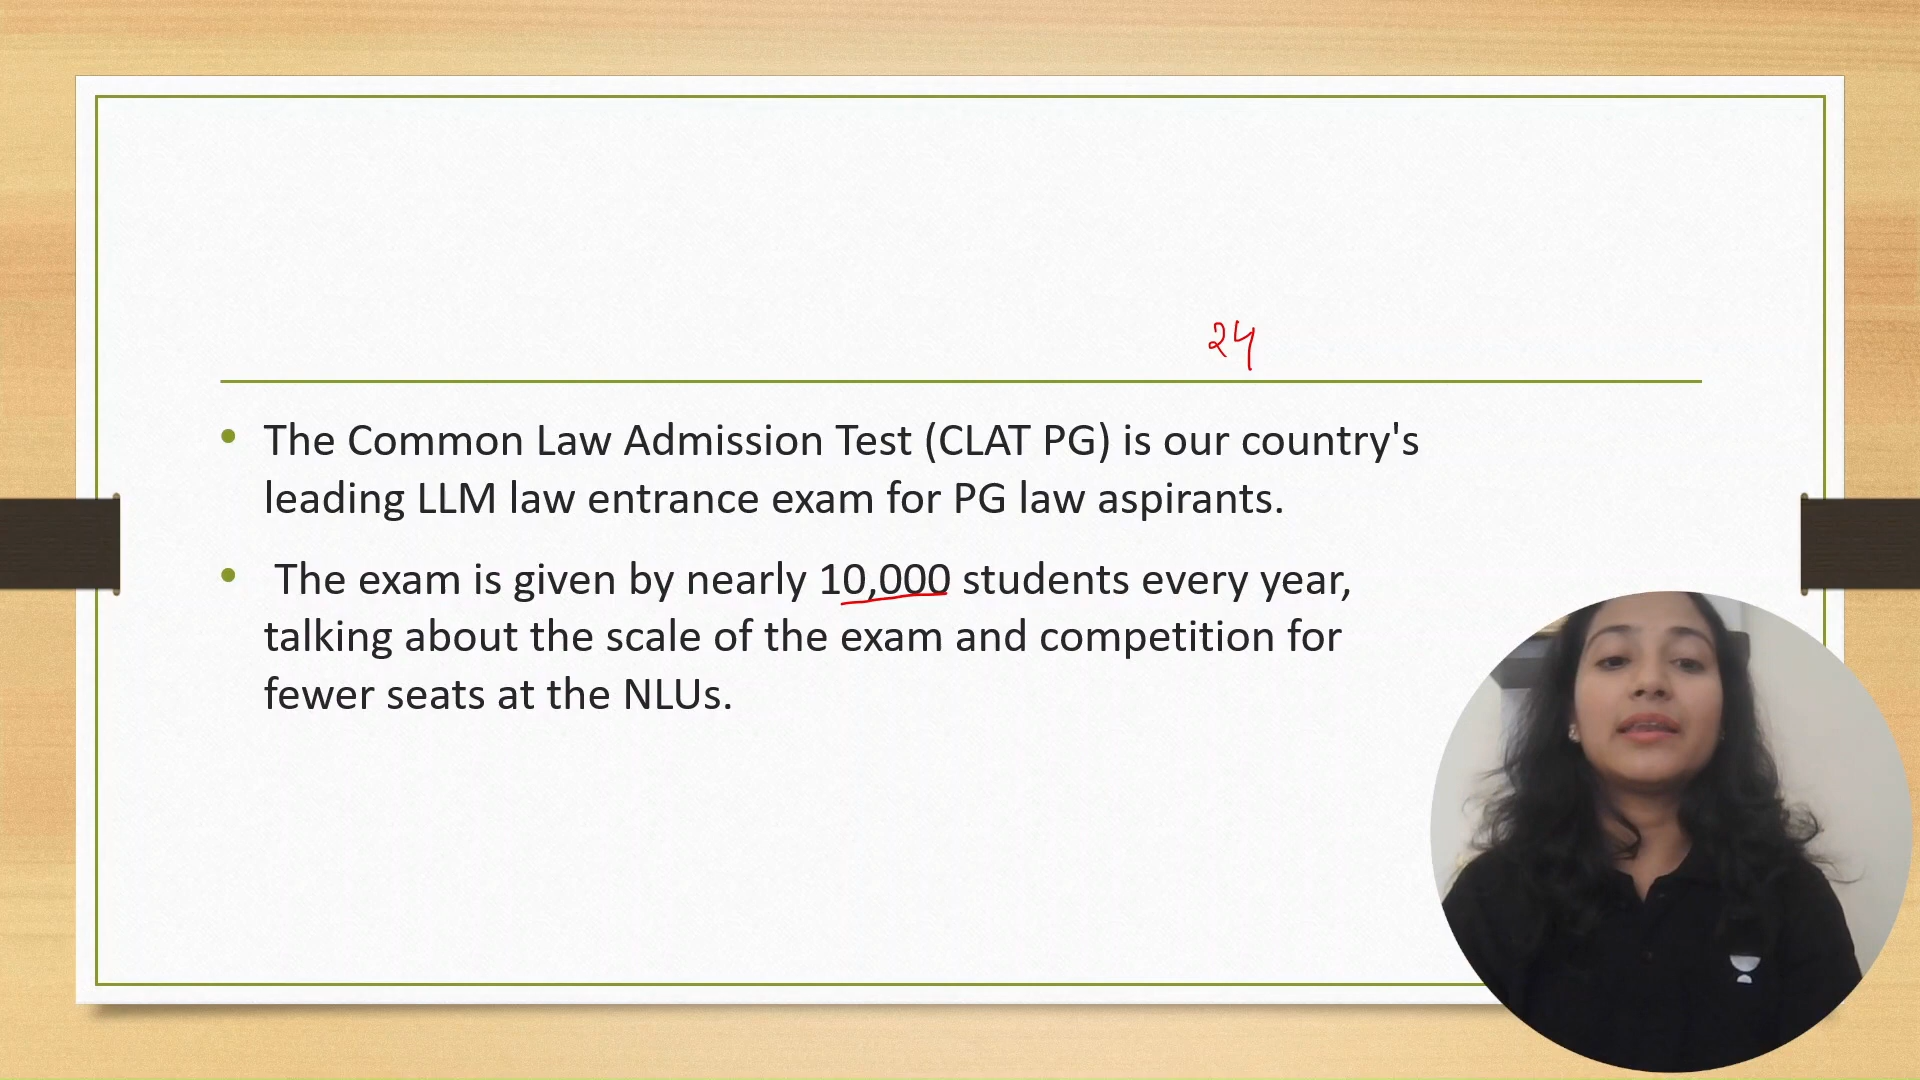 24
The Common Law Admission Test (CLAT PG) is our country's
leading LLM law entrance exam for PG law aspirants.
The exam is given by nearly 10,000 students every year,
talking about the scale of the exam and competition for
fewer seats at the NLUs.